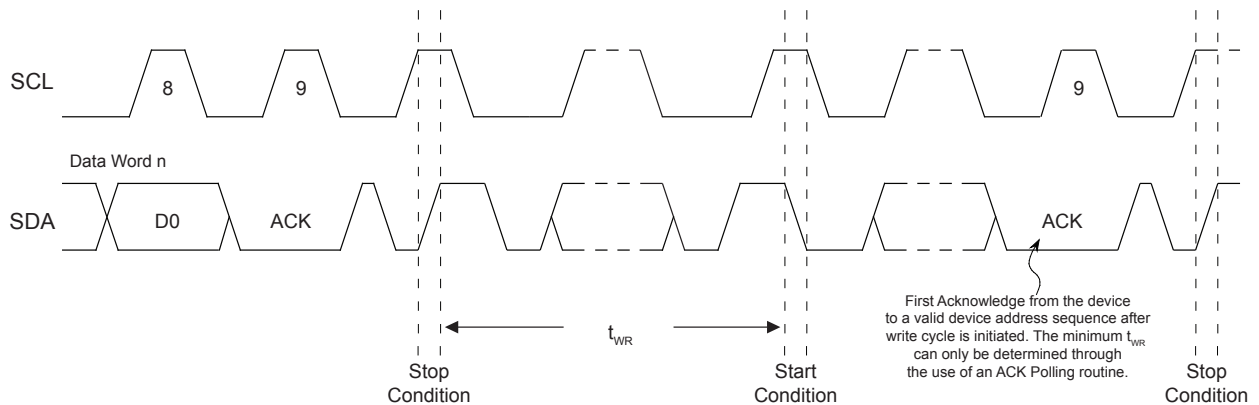 SCL
8
9
9
Data Word n
SDA
D0
ACK
ACK
First Acknowledge from the device
to a valid device address sequence after
write cycle is initiated. The minimum tWR
can only be determined through
the use of an ACK Polling routine.
tWR
Stop
Condition
Start
Condition
Stop
Condition